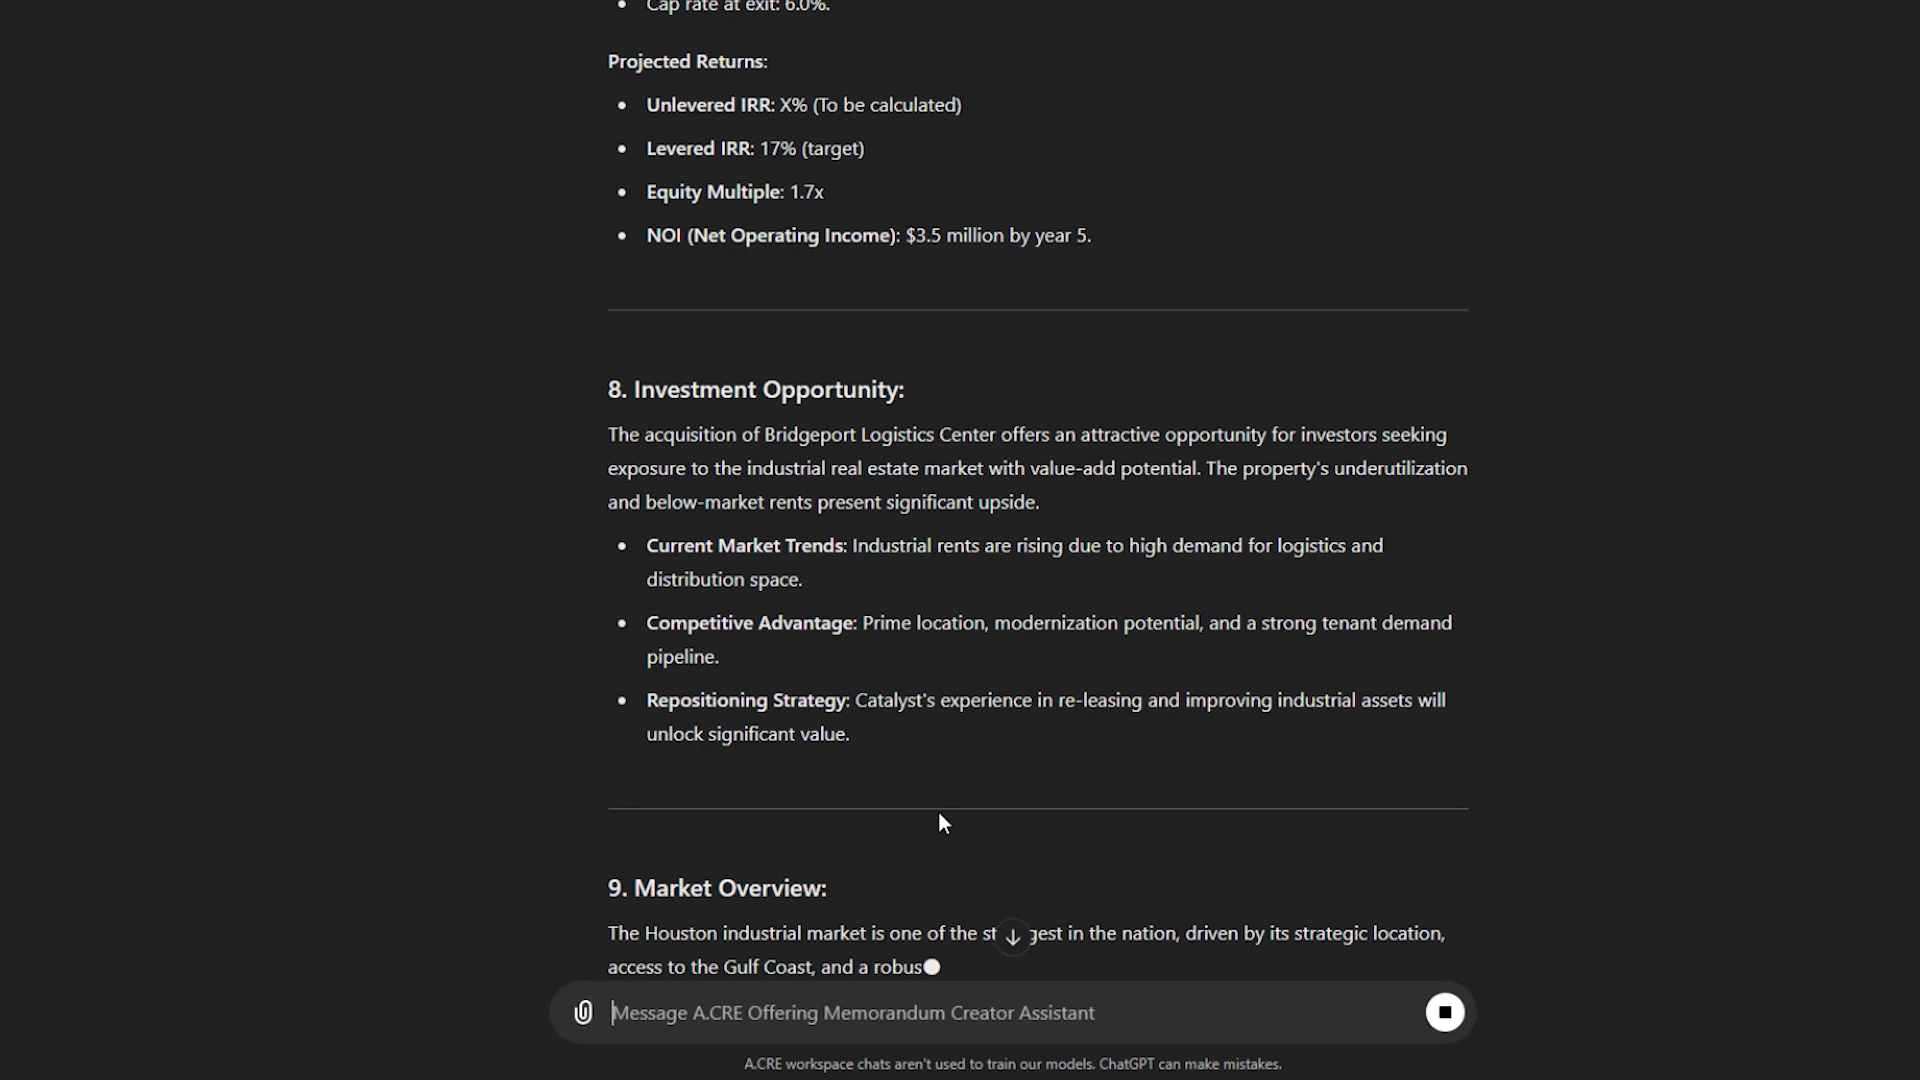 Cap rate at exit: 6.0%.
Projected Returns:
Unlevered IRR: X% (To be calculated)
Levered IRR: 17% (target)
Equity Multiple: 1.7x
NOI (Net Operating Income): $3.5 million by year 5.
8. Investment Opportunity:
The acquisition of Bridgeport Logistics Center offers an attractive opportunity for investors seeking
exposure to the industrial real estate market with value-add potential. The property's underutilization
and below-market rents present significant upside.
Current Market Trends: Industrial rents are rising due to high demand for logistics and
distribution space.
Competitive Advantage: Prime location, modernization potential, and a strong tenant demand
pipeline.
Repositioning Strategy: Catalyst's experience in re-leasing and improving industrial assets will
unlock significant value.
9. Market Overview:
The Houston industrial market is one of the in the nation, driven by its strategic location,
access to the Gulf Coast, and a robus
Message A.CRE Offering Memorandum Creator Assistant
A.CRE workspace chats aren't used to train our models. ChatGPT can make mistakes.